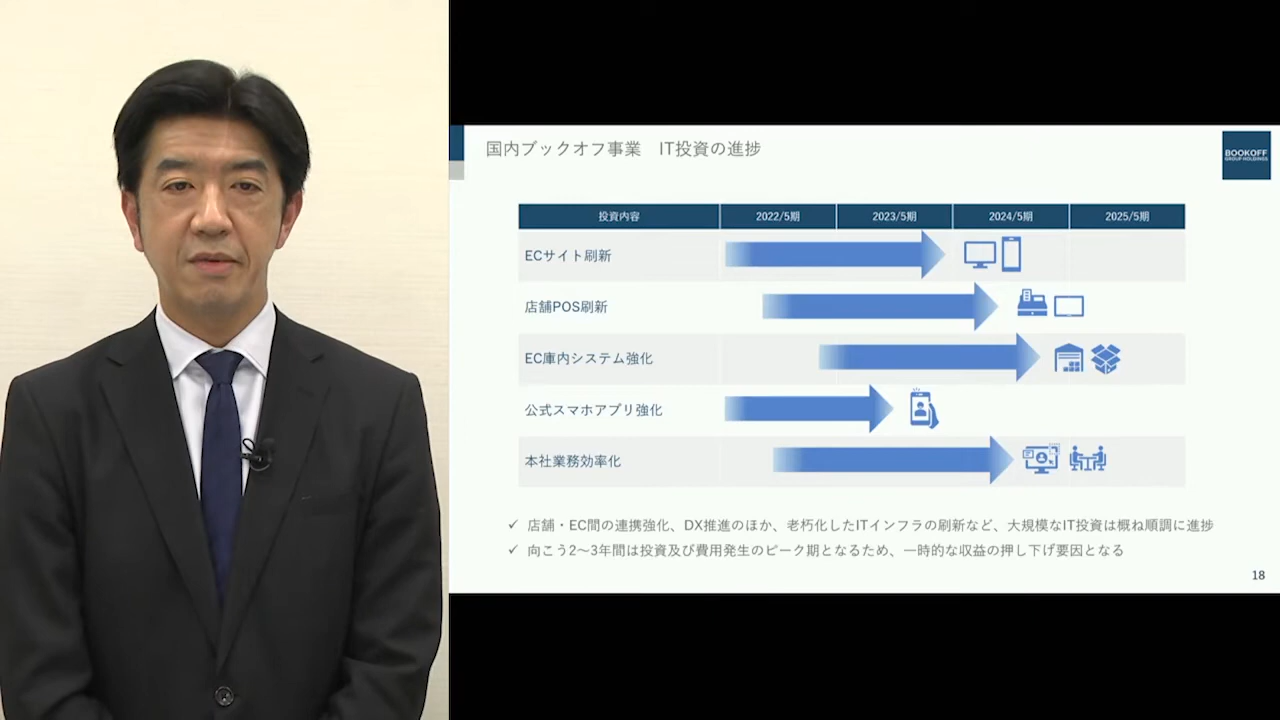 国内ブックオフ事業　IT投資の進捗
BOOKOFF
GROUP HOLDINGS
投資内容 2022/5期 2023/5期 2024/5期 2025/5期
ECサイト刷新
店舗POS刷新
EC庫内システム強化
公式スマホアプリ強化
本社業務効率化
✓ 店舗・EC間の連携強化、DX推進のほか、老朽化したITインフラの刷新など、大規模なIT投資は概ね順調に進捗
✓ 向こう2～3年間は投資及び費用発生のピーク期となるため、一時的な収益の押し下げ要因となる
18